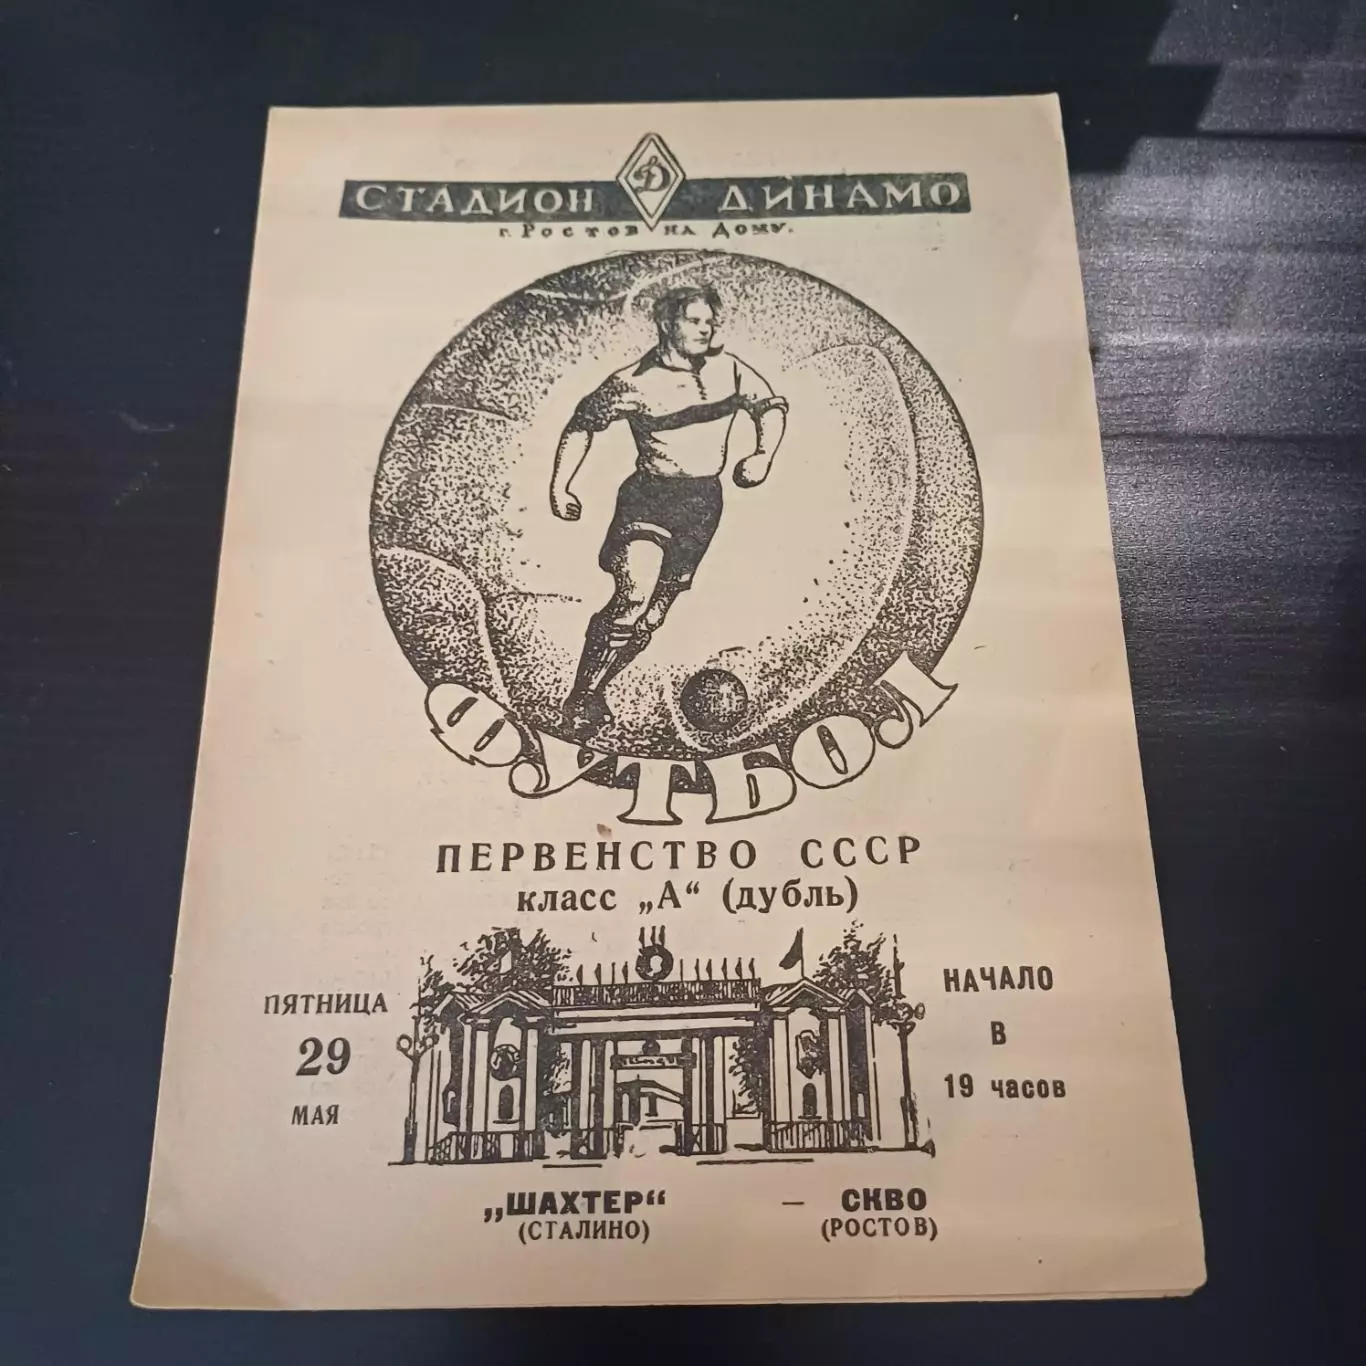 СТАДИОН Д ДИНАМО
г. Ростов на Дону.
ФУТБОЛ
ПЕРВЕНСТВО СССР
класс „А“ (дубль)
ПЯТНИЦА
29
МАЯ
НАЧАЛО
В
19 часов
„ШАХТЕР“ — СКВО
(СТАЛИНО) (РОСТОВ)